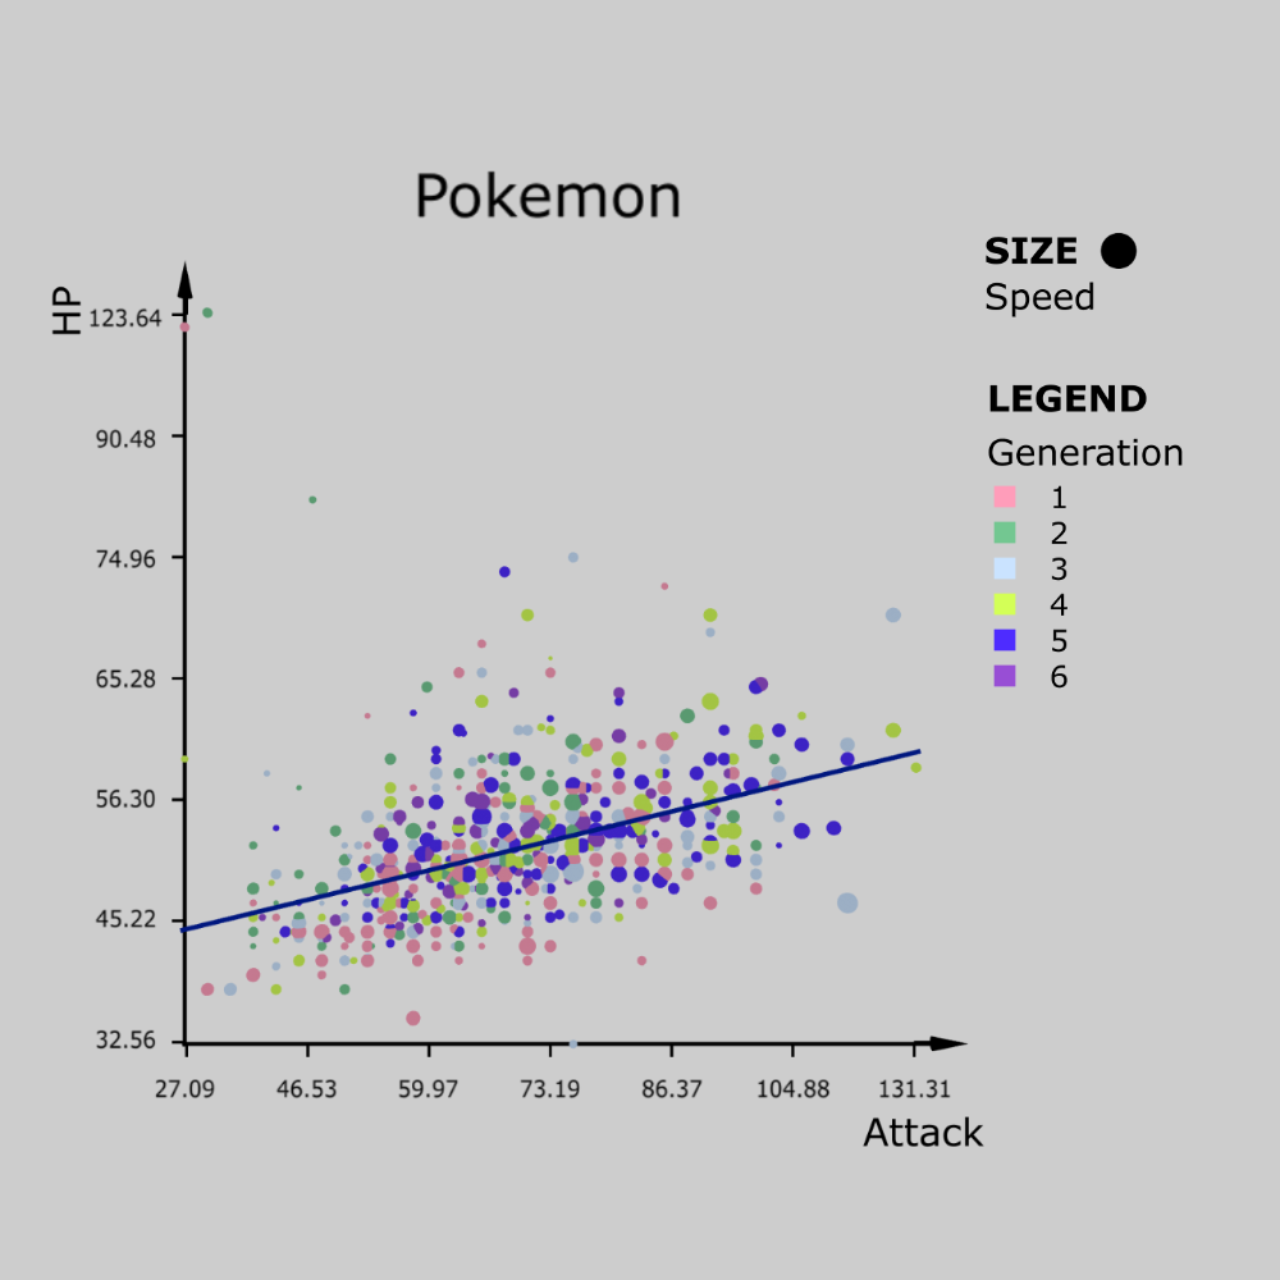 Pokemon
SIZE
Speed
LEGEND
Generation
1
2
3
4
5
6
HP
123.64
90.48
74.96
65.28
56.30
45.22
32.56
27.09 46.53 59.97 73.19 86.37 104.88 131.31
Attack